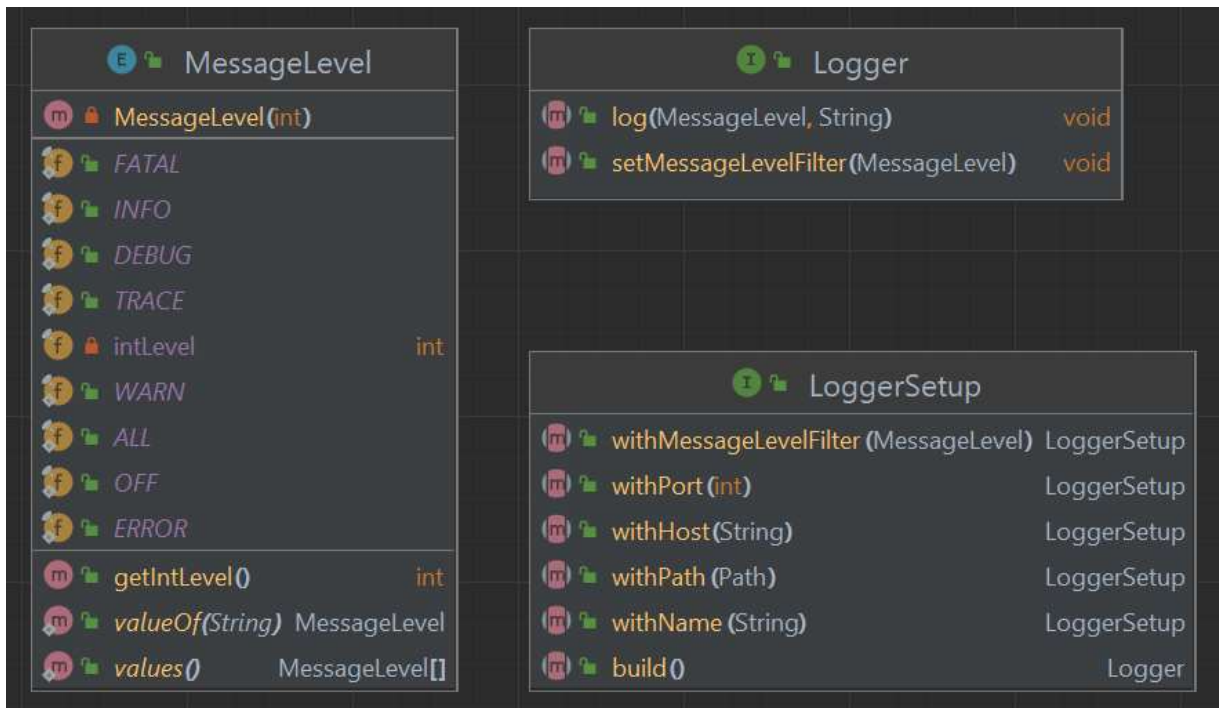 MessageLevel
MessageLevel(int)
FATAL
INFO
DEBUG
TRACE
intLevel int
WARN
ALL
OFF
ERROR
getIntLevel() int
valueOf(String) MessageLevel
values() MessageLevel[]
Logger
log(MessageLevel, String) void
setMessageLevelFilter(MessageLevel) void
LoggerSetup
withMessageLevelFilter(MessageLevel) LoggerSetup
withPort(int) LoggerSetup
withHost(String) LoggerSetup
withPath(Path) LoggerSetup
withName(String) LoggerSetup
build() Logger